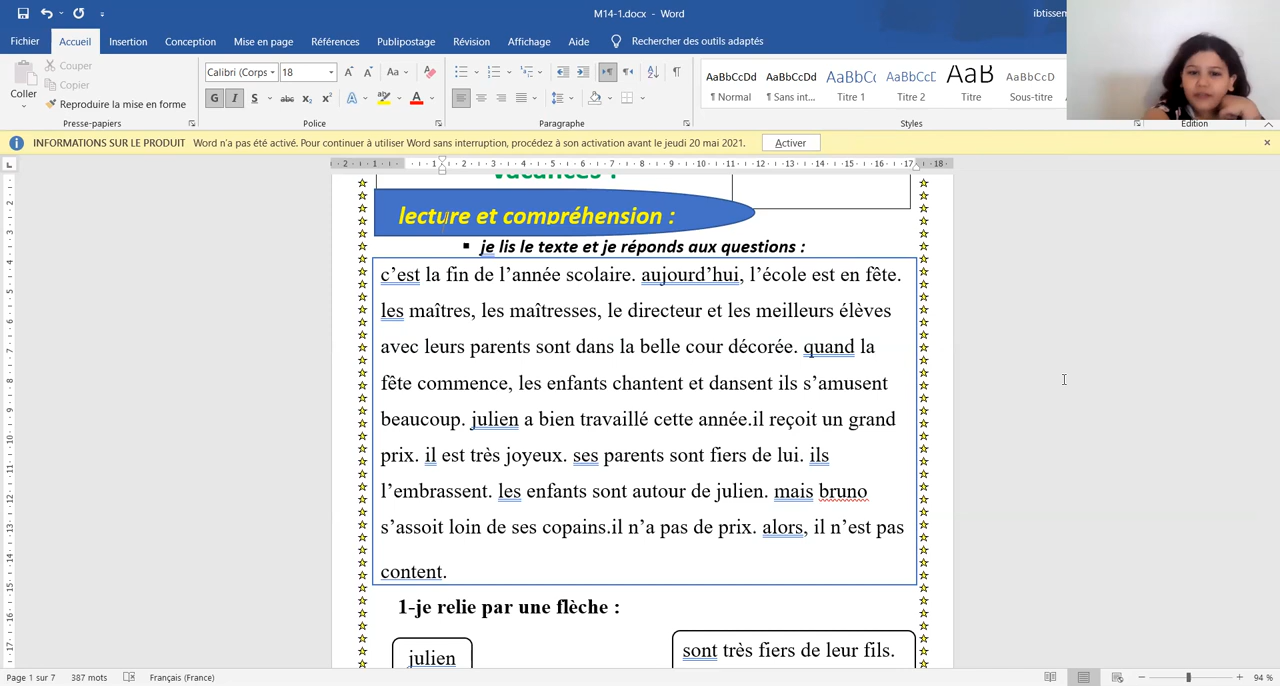 M14-1.docx - Word
ibtissem
Fichier Accueil Insertion Conception Mise en page Références Publipostage Révision Affichage Aide Rechercher des outils adaptés
Coller
Couper
Copier
Reproduire la mise en forme
Calibri (Corps 18
G I S abc x₂ x²
AaBbCcDd AaBbCcDd AaBbC( AaBbCcD AaB AaBbCcD
¶ Normal ¶ Sans int... Titre 1 Titre 2 Titre Sous-titre
Presse-papiers Police Paragraphe Styles Édition
INFORMATIONS SUR LE PRODUIT Word n'a pas été activé. Pour continuer à utiliser Word sans interruption, procédez à son activation avant le jeudi 20 mai 2021. Activer
vacances :
lecture et compréhension :
▪ je lis le texte et je réponds aux questions :
c'est la fin de l'année scolaire. aujourd'hui, l'école est en fête.
les maîtres, les maîtresses, le directeur et les meilleurs élèves
avec leurs parents sont dans la belle cour décorée. quand la
fête commence, les enfants chantent et dansent ils s'amusent
beaucoup. julien a bien travaillé cette année.il reçoit un grand
prix. il est très joyeux. ses parents sont fiers de lui. ils
l'embrassent. les enfants sont autour de julien. mais bruno
s'assoit loin de ses copains.il n'a pas de prix. alors, il n'est pas
content.
1-je relie par une flèche :
julien
sont très fiers de leur fils.
Page 1 sur 7 387 mots Français (France) 94 %